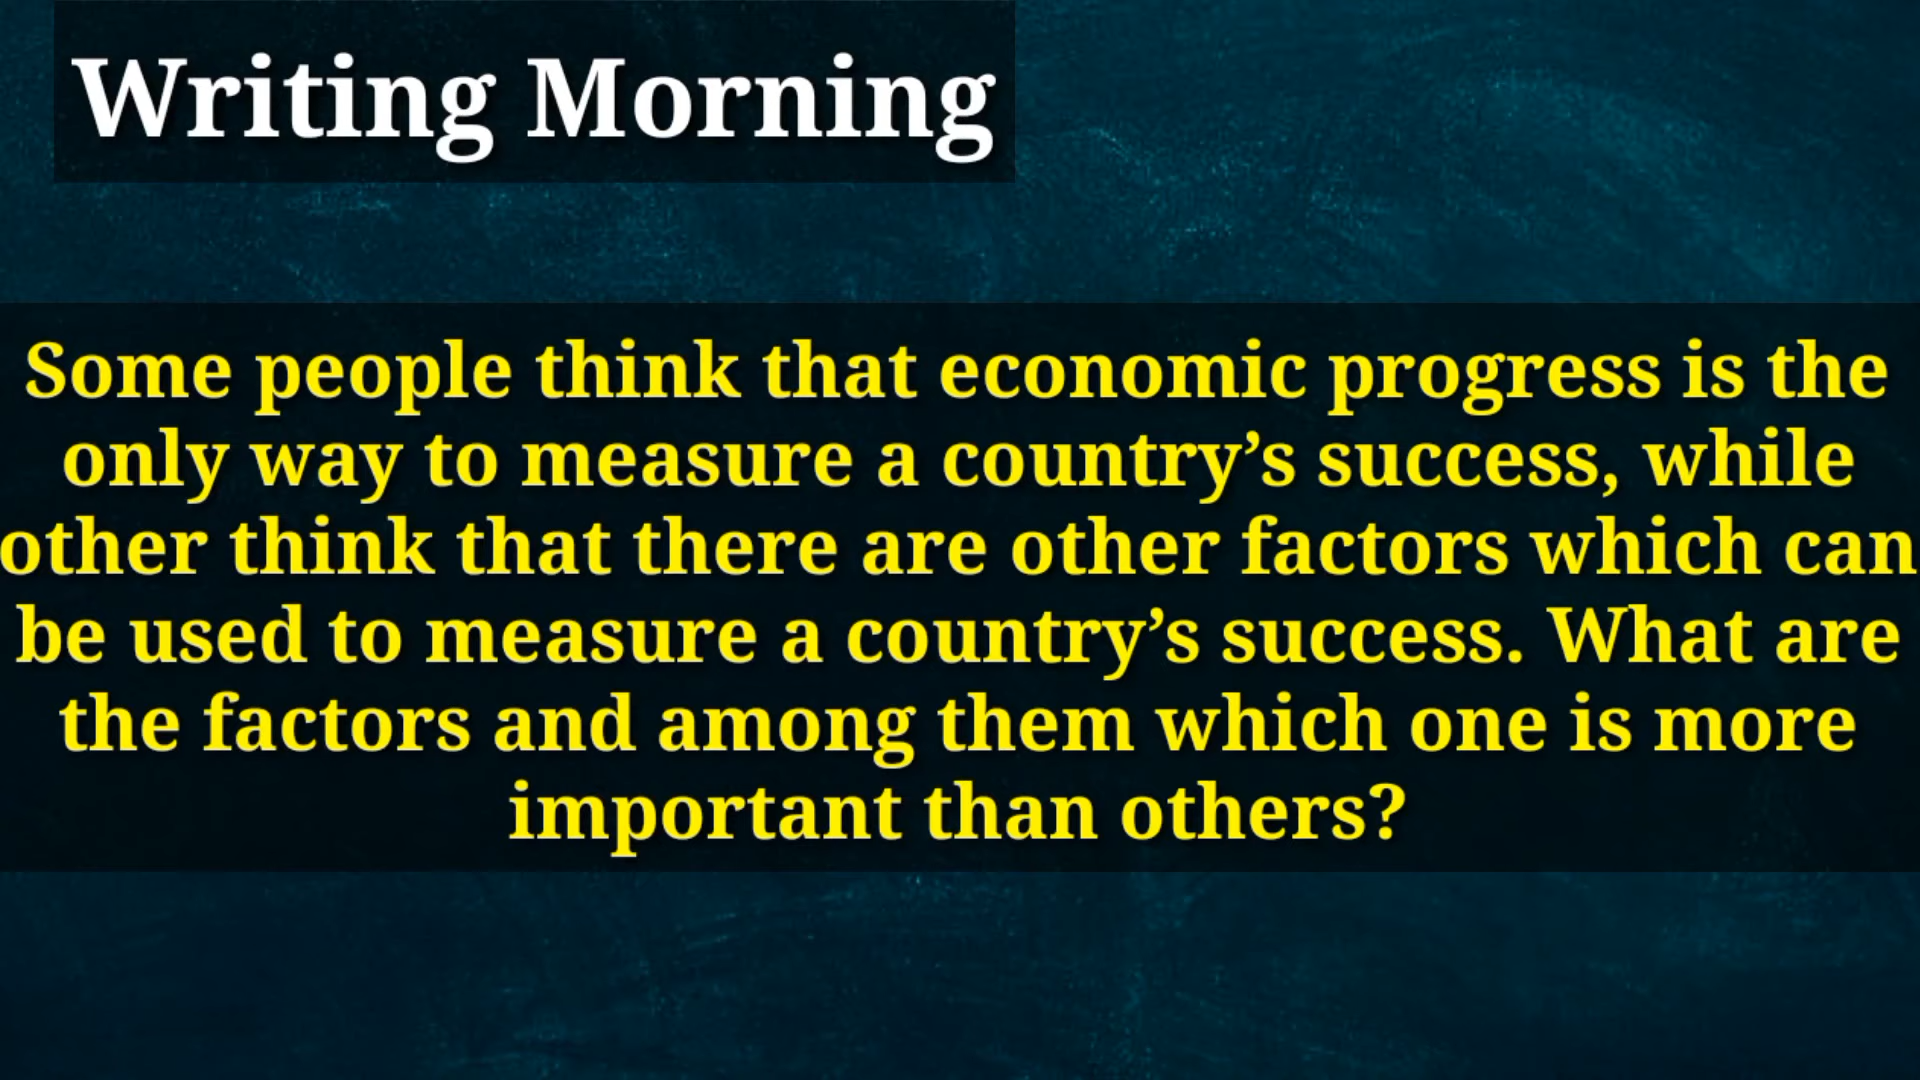 Writing Morning
Some people think that economic progress is the
only way to measure a country’s success, while
other think that there are other factors which can
be used to measure a country’s success. What are
the factors and among them which one is more
important than others?